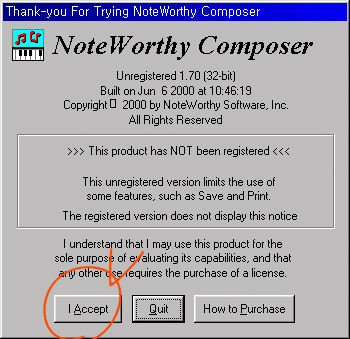 Thank-you For Trying NoteWorthy Composer
NoteWorthy Composer
Unregistered 1.70 (32-bit)
Built on Jun 6 2000 at 10:46:19
Copyright 2000 by NoteWorthy Software, Inc.
All Rights Reserved
>>> This product has NOT been registered <<<
This unregistered version limits the use of
some features, such as Save and Print.
The registered version does not display this notice
I understand that I may use this product for the
sole purpose of evaluating its capabilities, and that
any other use requires the purchase of a license.
I Accept
Quit
How to Purchase